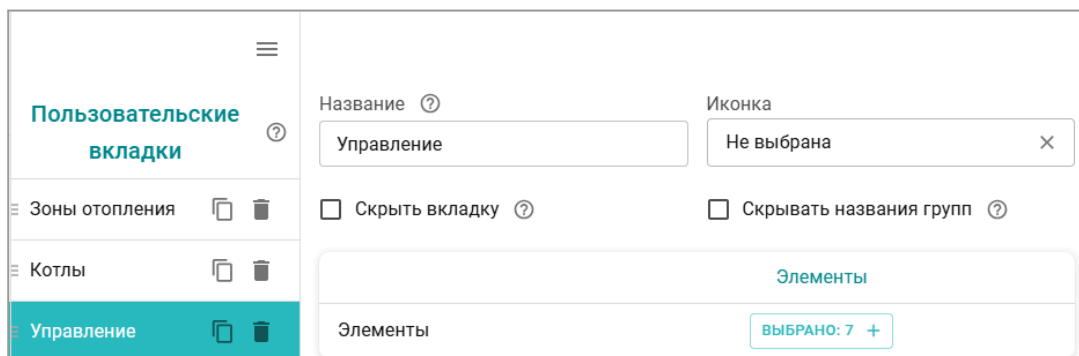 Пользовательские
вкладки
Зоны отопления
Котлы
Управление
Название
Иконка
Управление
Не выбрана
Скрыть вкладку
Скрывать названия групп
Элементы
Элементы
ВЫБРАНО: 7 +